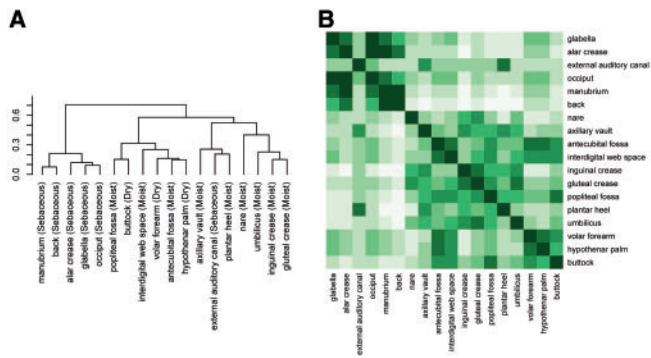 A
0.0 0.3 0.6
manubrium (Sebaceous)
back (Sebaceous)
alar crease (Sebaceous)
glabella (Sebaceous)
occiput (Sebaceous)
popliteal fossa (Moist)
buttock (Dry)
interdigital web space (Moist)
volar forearm (Dry)
antecubital fossa (Moist)
hypothenar palm (Dry)
axillary vault (Moist)
external auditory canal (Sebaceous)
plantar heel (Moist)
nare (Moist)
umbilicus (Moist)
inguinal crease (Moist)
gluteal crease (Moist)
B
glabella
alar crease
external auditory canal
occiput
manubrium
back
nare
axillary vault
antecubital fossa
interdigital web space
inguinal crease
gluteal crease
popliteal fossa
plantar heel
umbilicus
volar forearm
hypothenar palm
buttock
glabella
alar crease
external auditory canal
occiput
manubrium
back
nare
axillary vault
antecubital fossa
interdigital web space
inguinal crease
gluteal crease
popliteal fossa
plantar heel
umbilicus
volar forearm
hypothenar palm
buttock